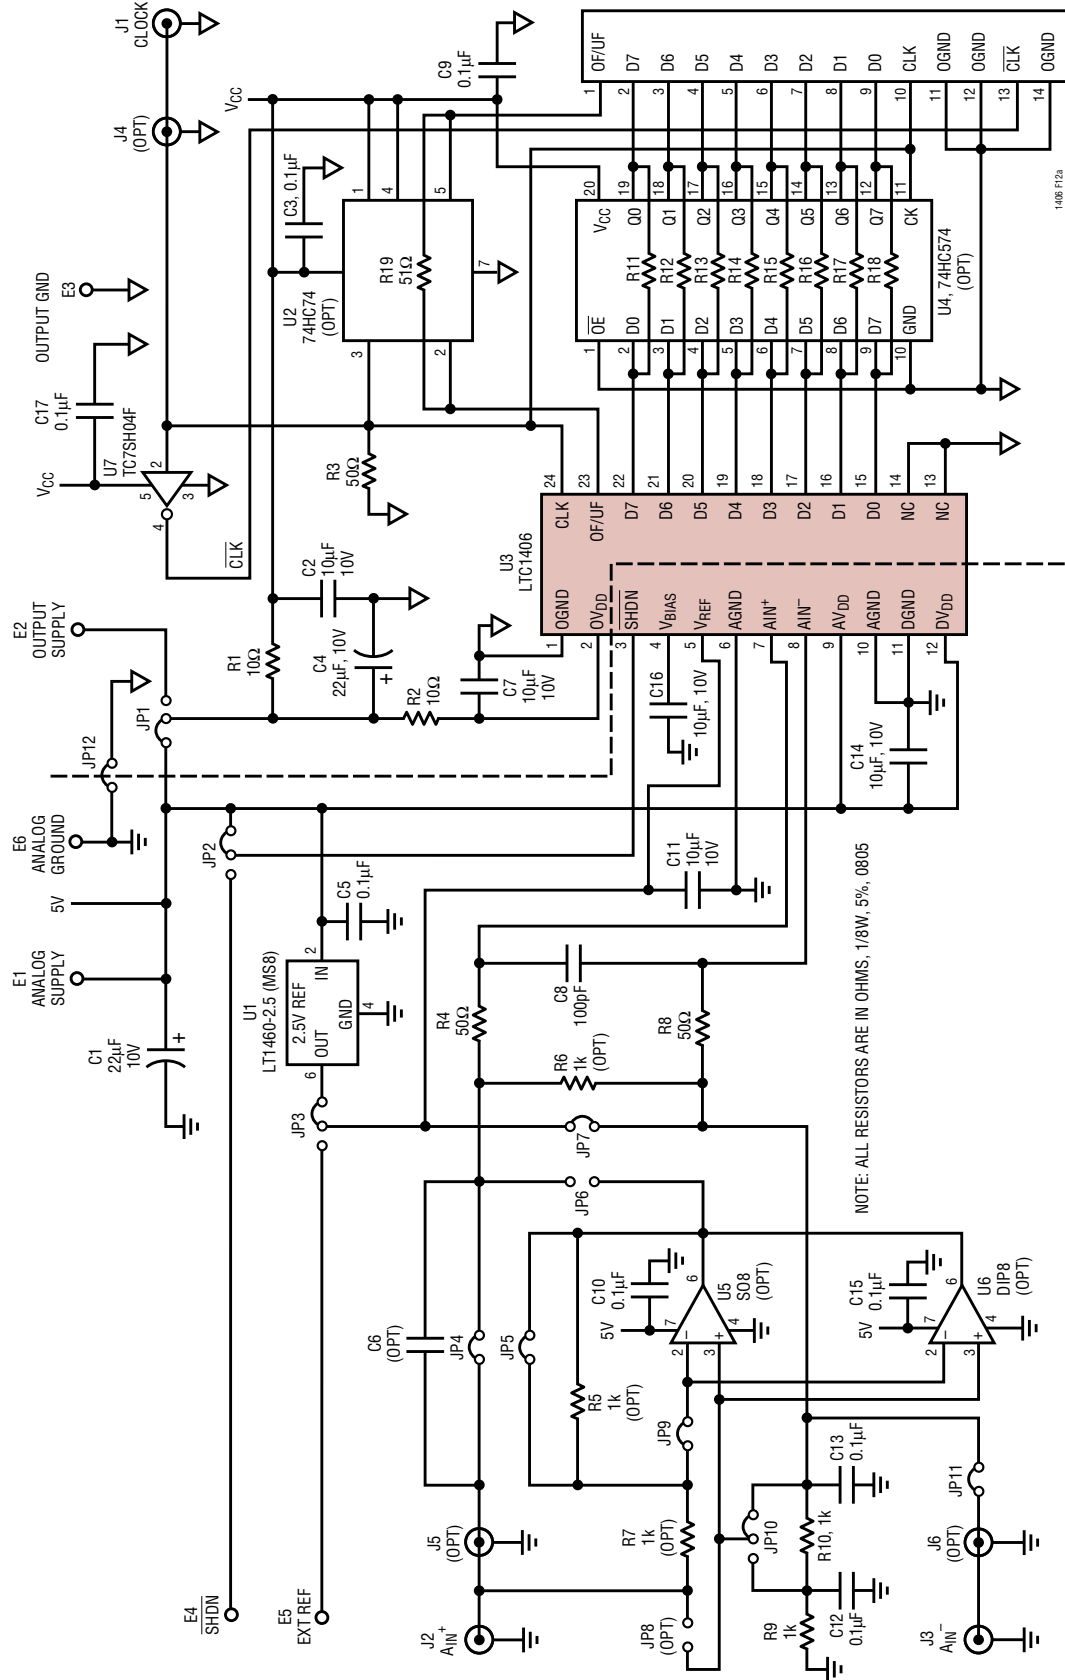 E4
SHDN
E5
EXT REF
J2
AIN+
J5
(OPT)
C6
(OPT)
JP4
JP5
R5
1k
(OPT)
JP8
(OPT)
R7
1k
(OPT)
JP9
JP10
R9
1k
C12
0.1µF
R10, 1k
C13
0.1µF
J3
AIN−
J6
(OPT)
JP11
5V
C10
0.1µF
7
2
3
−
+
4
6
U5
SO8
(OPT)
5V
C15
0.1µF
7
2
3
−
+
4
6
U6
DIP8
(OPT)
C1
22µF
10V
+
E1
ANALOG
SUPPLY
5V
E6
ANALOG
GROUND
JP12
JP1
E2
OUTPUT
SUPPLY
JP2
JP3
6
U1
LT1460-2.5 (MS8)
2.5V REF
OUT
IN
GND
2
4
C5
0.1µF
JP6
JP7
R6
1k
(OPT)
R4
50Ω
R8
50Ω
C8
100pF
C11
10µF
10V
NOTE: ALL RESISTORS ARE IN OHMS, 1/8W, 5%, 0805
R1
10Ω
C2
10µF
10V
C4
22µF, 10V
+
R2
10Ω
C7
10µF
10V
C16
10µF, 10V
C14
10µF, 10V
U3
LTC1406
1 OGND CLK 24
2 OVDD OF/UF 23
3 SHDN D7 22
4 VBIAS D6 21
5 VREF D5 20
6 AGND D4 19
7 AIN+ D3 18
8 AIN− D2 17
9 AVDD D1 16
10 AGND D0 15
11 DGND NC 14
12 DVDD NC 13
VCC
C17
0.1µF
U7
TC7SH04F
5
2
3
4
CLK
OUTPUT GND
E3
R3
50Ω
J4
(OPT)
J1
CLOCK
VCC
C3, 0.1µF
U2
74HC74
(OPT)
3
2
1
4
5
7
R19
51Ω
C9
0.1µF
1 OE VCC 20
2 D0 R11 Q0 19
3 D1 R12 Q1 18
4 D2 R13 Q2 17
5 D3 R14 Q3 16
6 D4 R15 Q4 15
7 D5 R16 Q5 14
8 D6 R17 Q6 13
9 D7 R18 Q7 12
10 GND CK 11
U4, 74HC574
(OPT)
1 OF/UF
2 D7
3 D6
4 D5
5 D4
6 D3
7 D2
8 D1
9 D0
10 CLK
11 OGND
12 OGND
13 CLK
14 OGND
1406 F12a